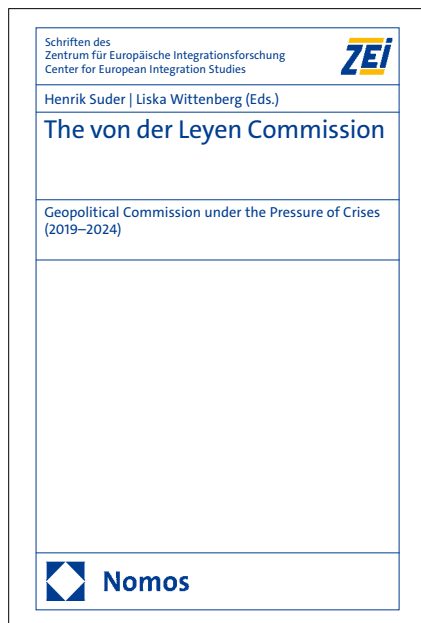 Schriften des
Zentrum für Europäische Integrationsforschung
Center for European Integration Studies
ZEI
Henrik Suder | Liska Wittenberg (Eds.)
The von der Leyen Commission
Geopolitical Commission under the Pressure of Crises
(2019–2024)
Nomos